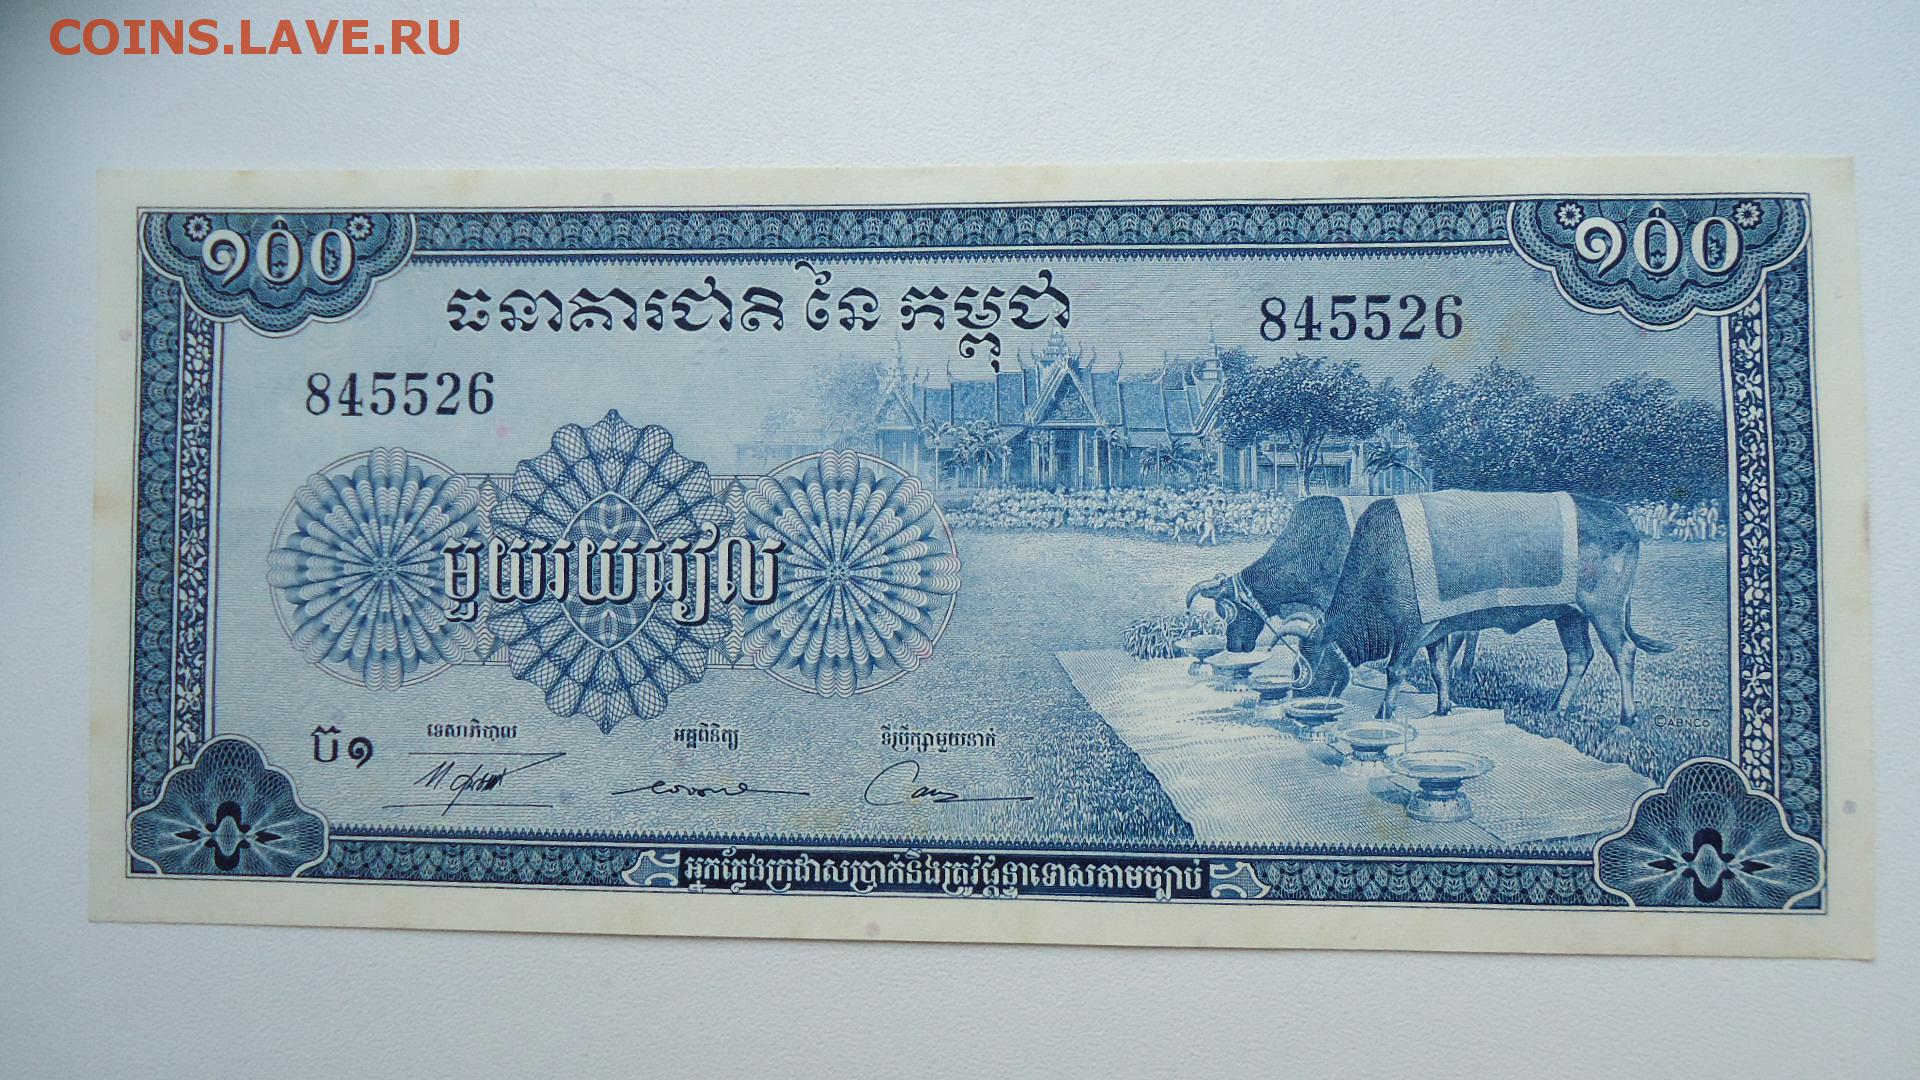 COINS.LAVE.RU
១០០ ១០០
ធនាគារជាតិ នៃ កម្ពុជា
845526
845526
មួយរយរៀល
ប១
ទេសាភិបាល អគ្គពិនិត្យ ទីប្រឹក្សាមួយនាក់
©ABNCo
អ្នកក្លែងក្រដាសប្រាក់នឹងត្រូវផ្តន្ទាទោសតាមច្បាប់